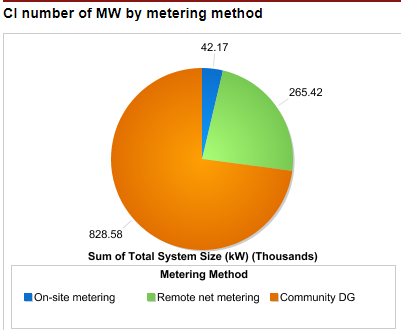 CI number of MW by metering method
42.17
265.42
828.58
Sum of Total System Size (kW) (Thousands)
Metering Method
On-site metering Remote net metering Community DG